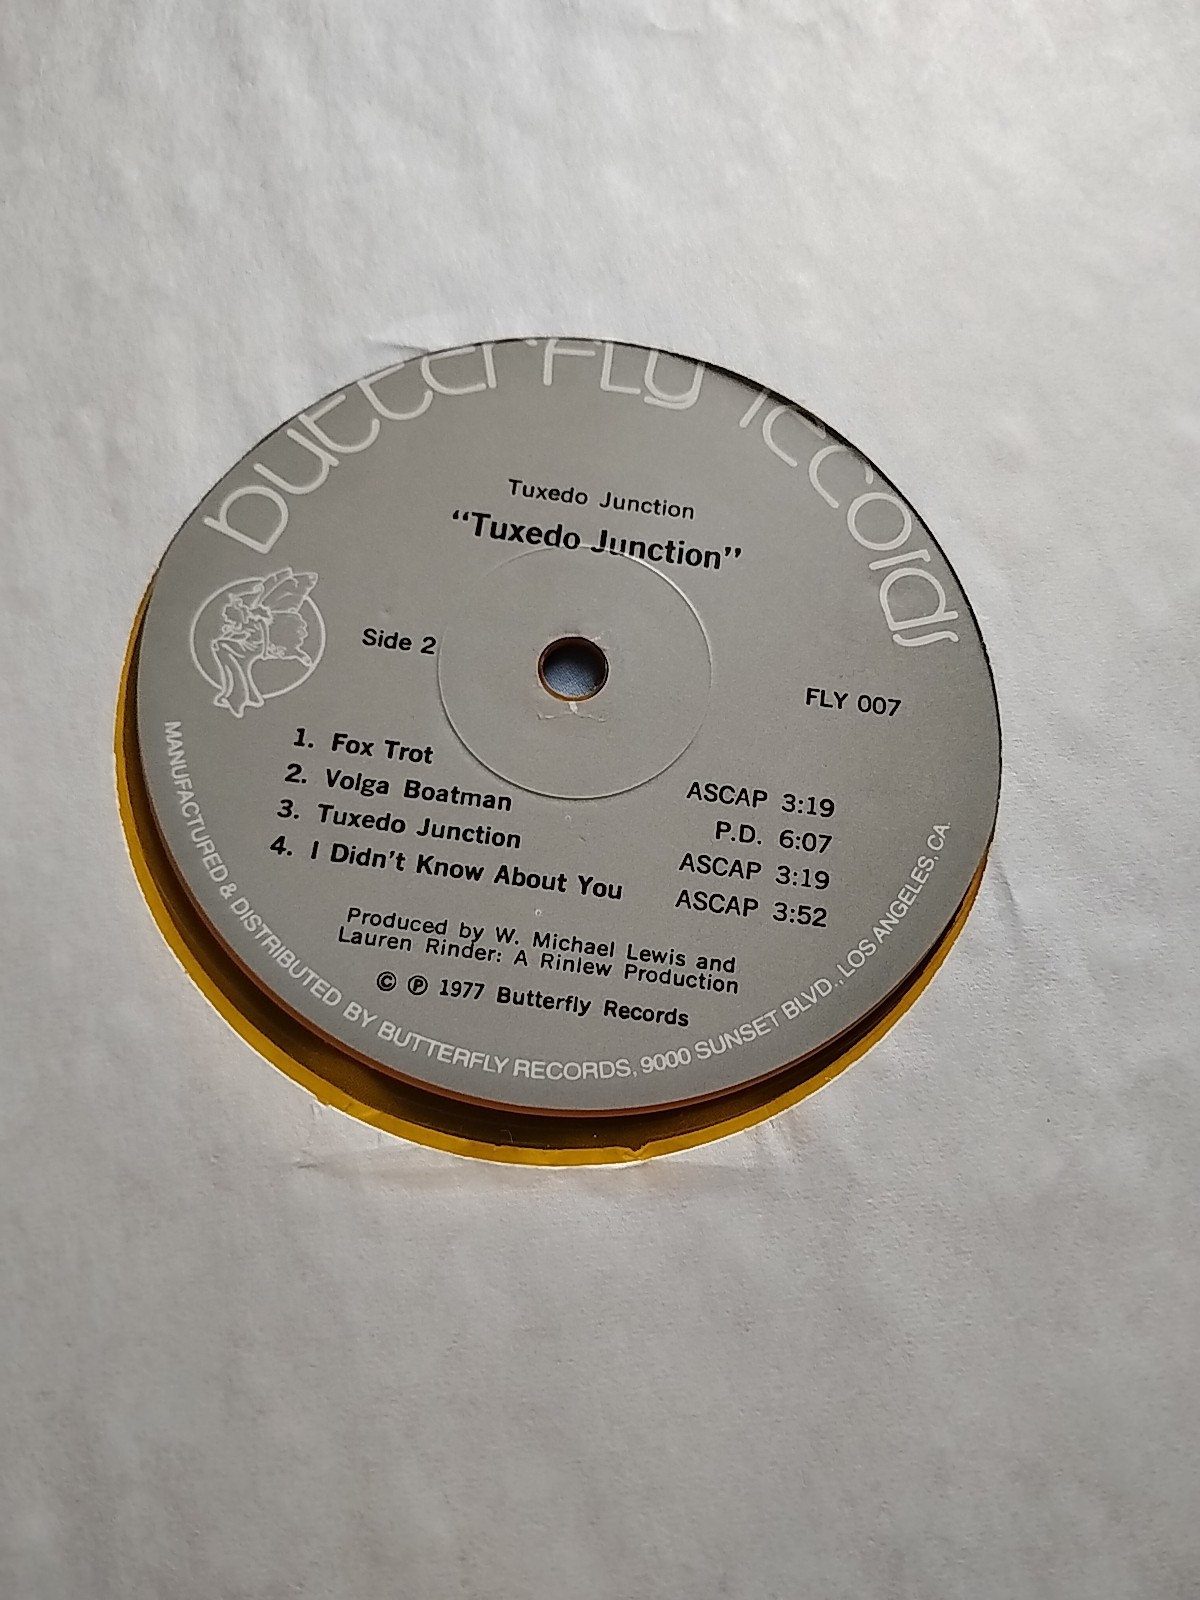 butterfly records
Tuxedo Junction
“Tuxedo Junction”
Side 2
FLY 007
1. Fox Trot ASCAP 3:19
2. Volga Boatman P.D. 6:07
3. Tuxedo Junction ASCAP 3:19
4. I Didn't Know About You ASCAP 3:52
Produced by W. Michael Lewis and
Lauren Rinder: A Rinlew Production
© ℗ 1977 Butterfly Records
MANUFACTURED & DISTRIBUTED BY BUTTERFLY RECORDS, 9000 SUNSET BLVD., LOS ANGELES, CA.